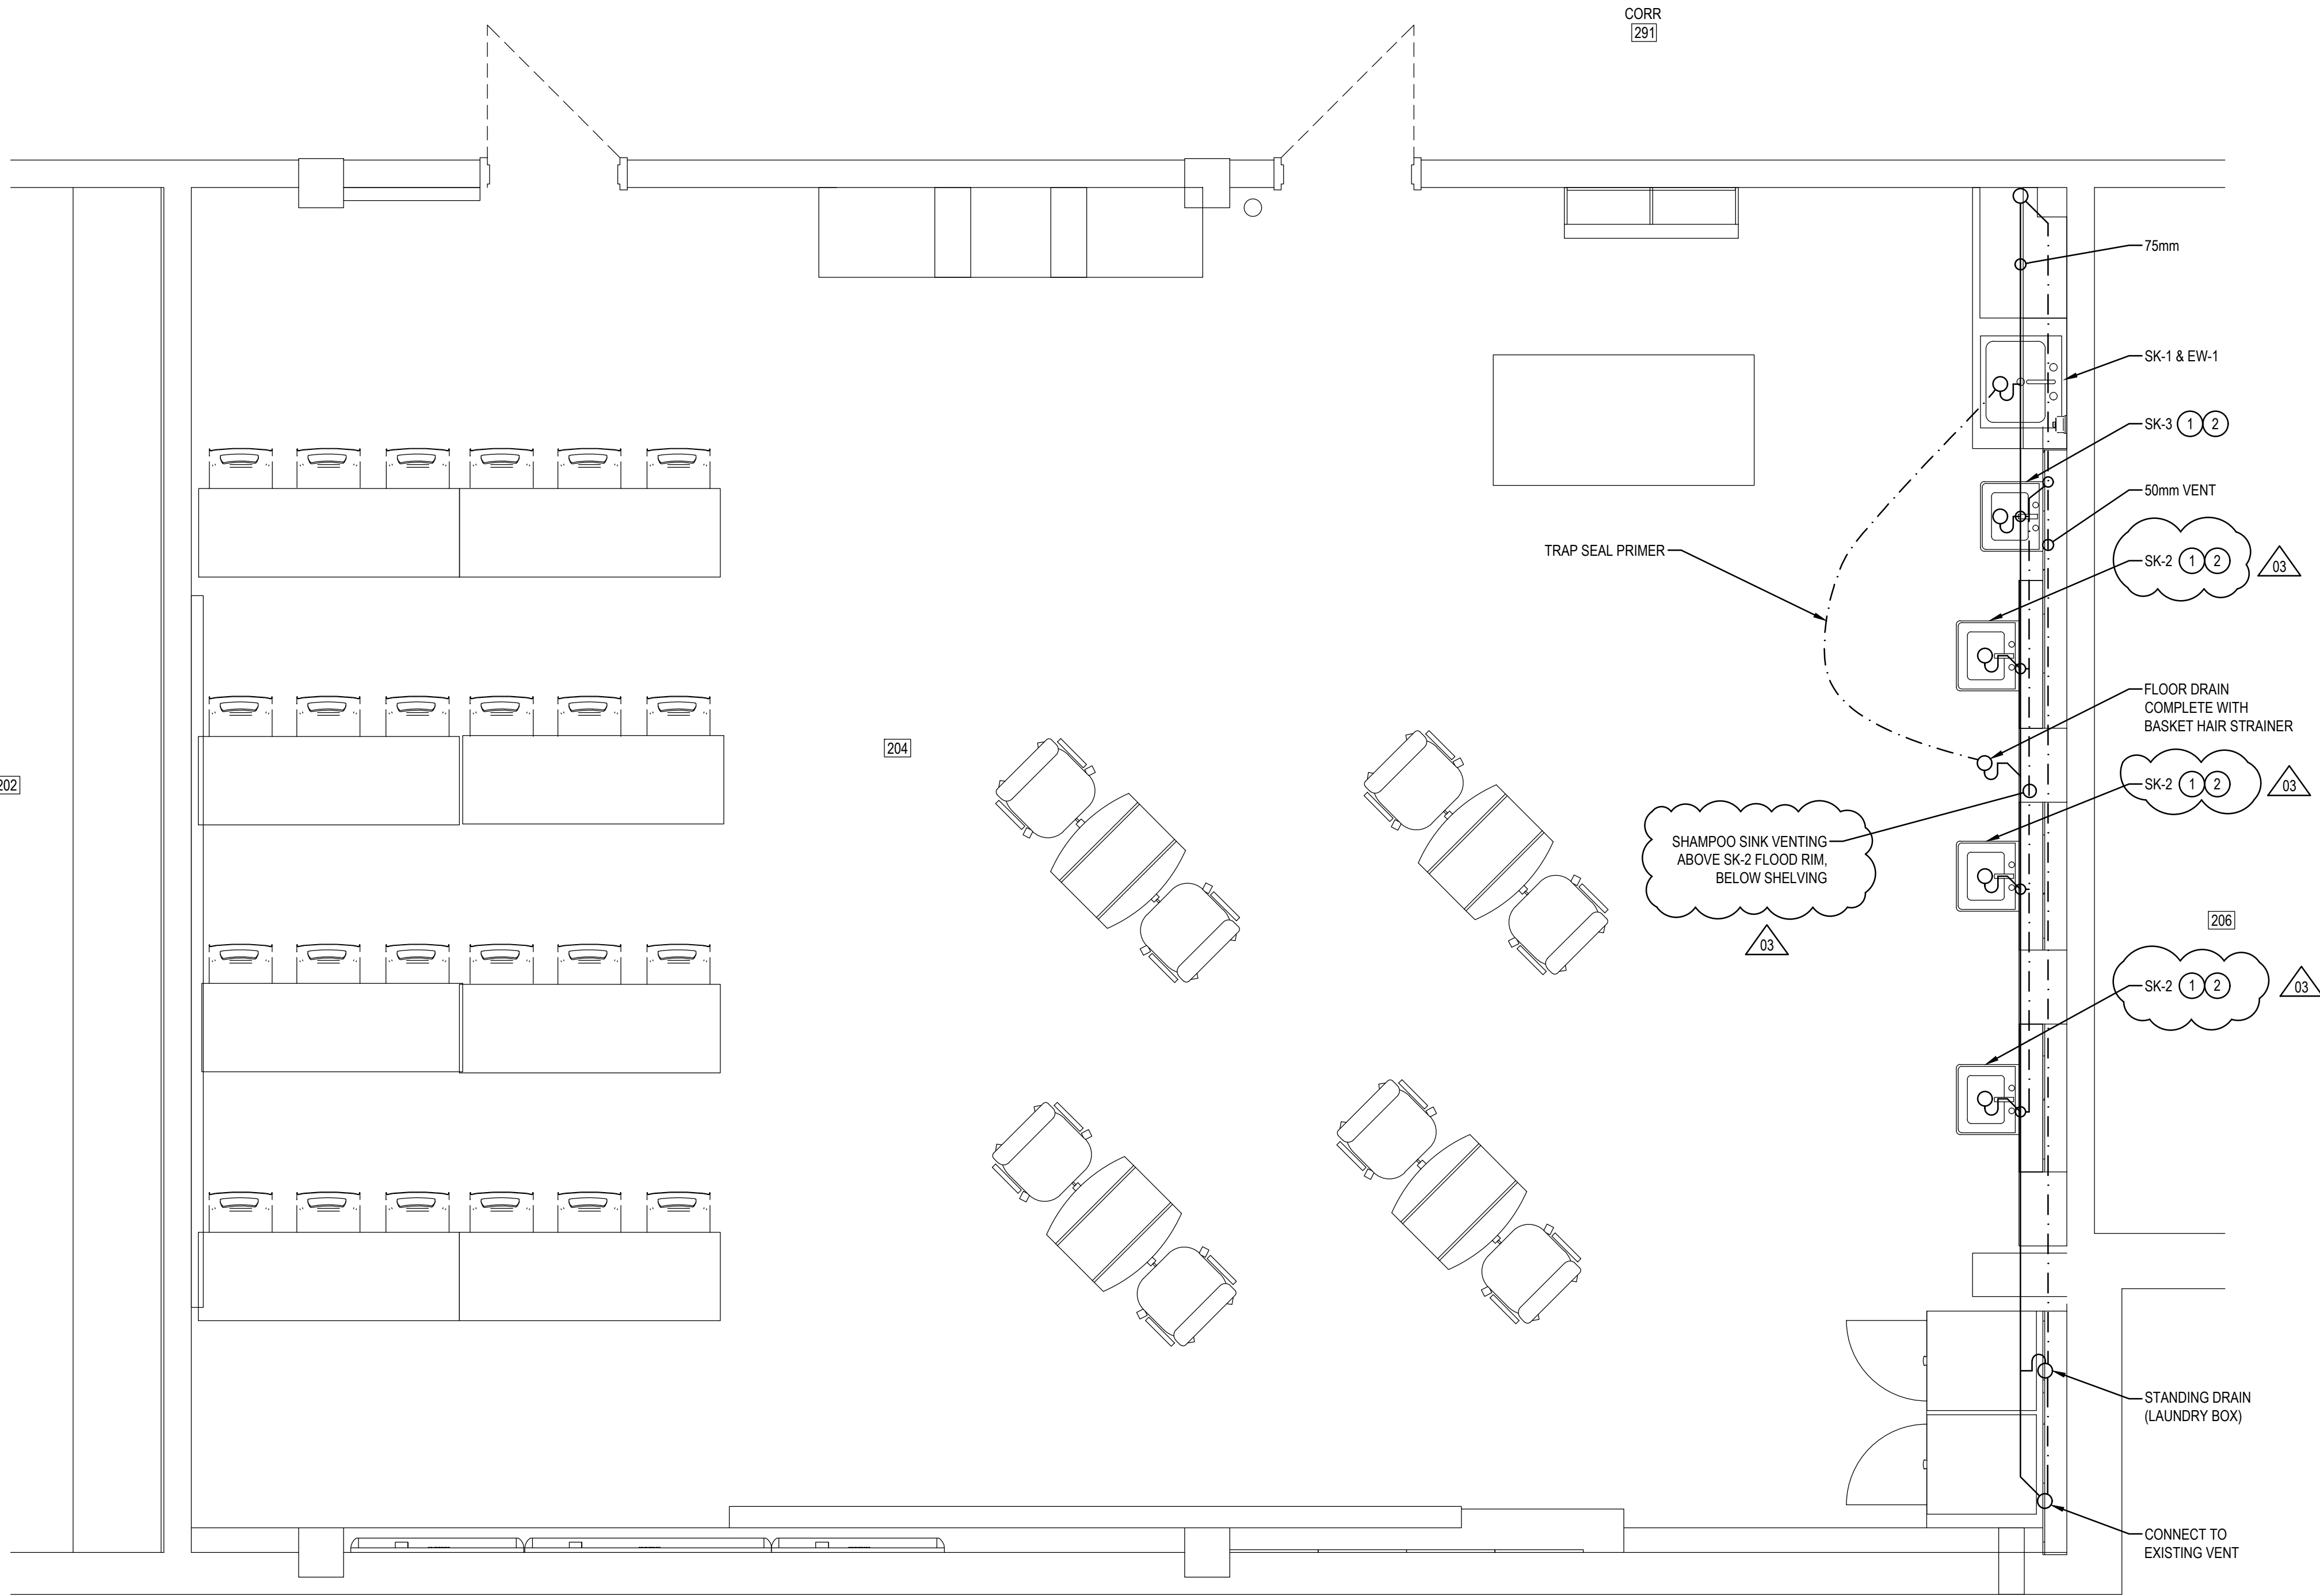 CORR
291
75mm
SK-1 & EW-1
SK-3 1 2
50mm VENT
TRAP SEAL PRIMER
SK-2 1 2
03
FLOOR DRAIN
COMPLETE WITH
BASKET HAIR STRAINER
204
202
SK-2 1 2
03
SHAMPOO SINK VENTING
ABOVE SK-2 FLOOD RIM,
BELOW SHELVING
03
206
SK-2 1 2
03
STANDING DRAIN
(LAUNDRY BOX)
CONNECT TO
EXISTING VENT